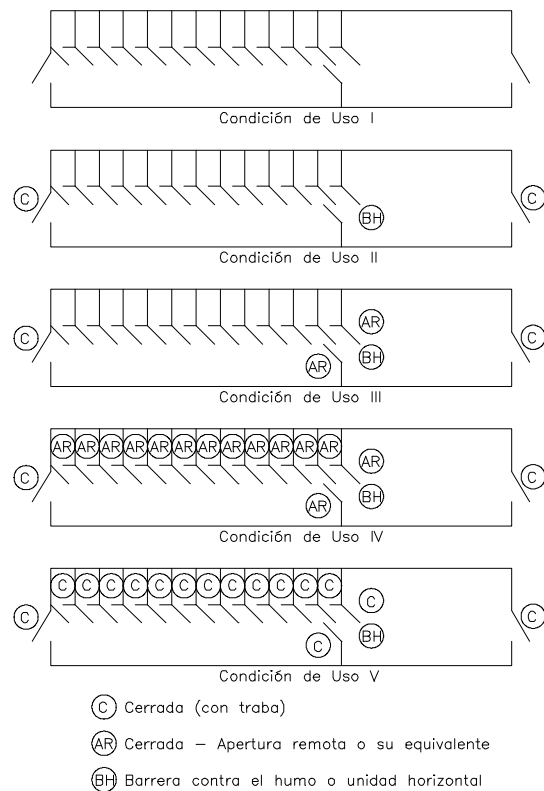 Condición de Uso I
C C
BH
Condición de Uso II
AR
C C
AR BH
Condición de Uso III
AR AR AR AR AR AR AR AR AR AR AR AR
AR
C C
AR BH
Condición de Uso IV
C C C C C C C C C C C C
C
C C
BH
C
Condición de Uso V
C Cerrada (con traba)
AR Cerrada – Apertura remota o su equivalente
BH Barrera contra el humo o unidad horizontal